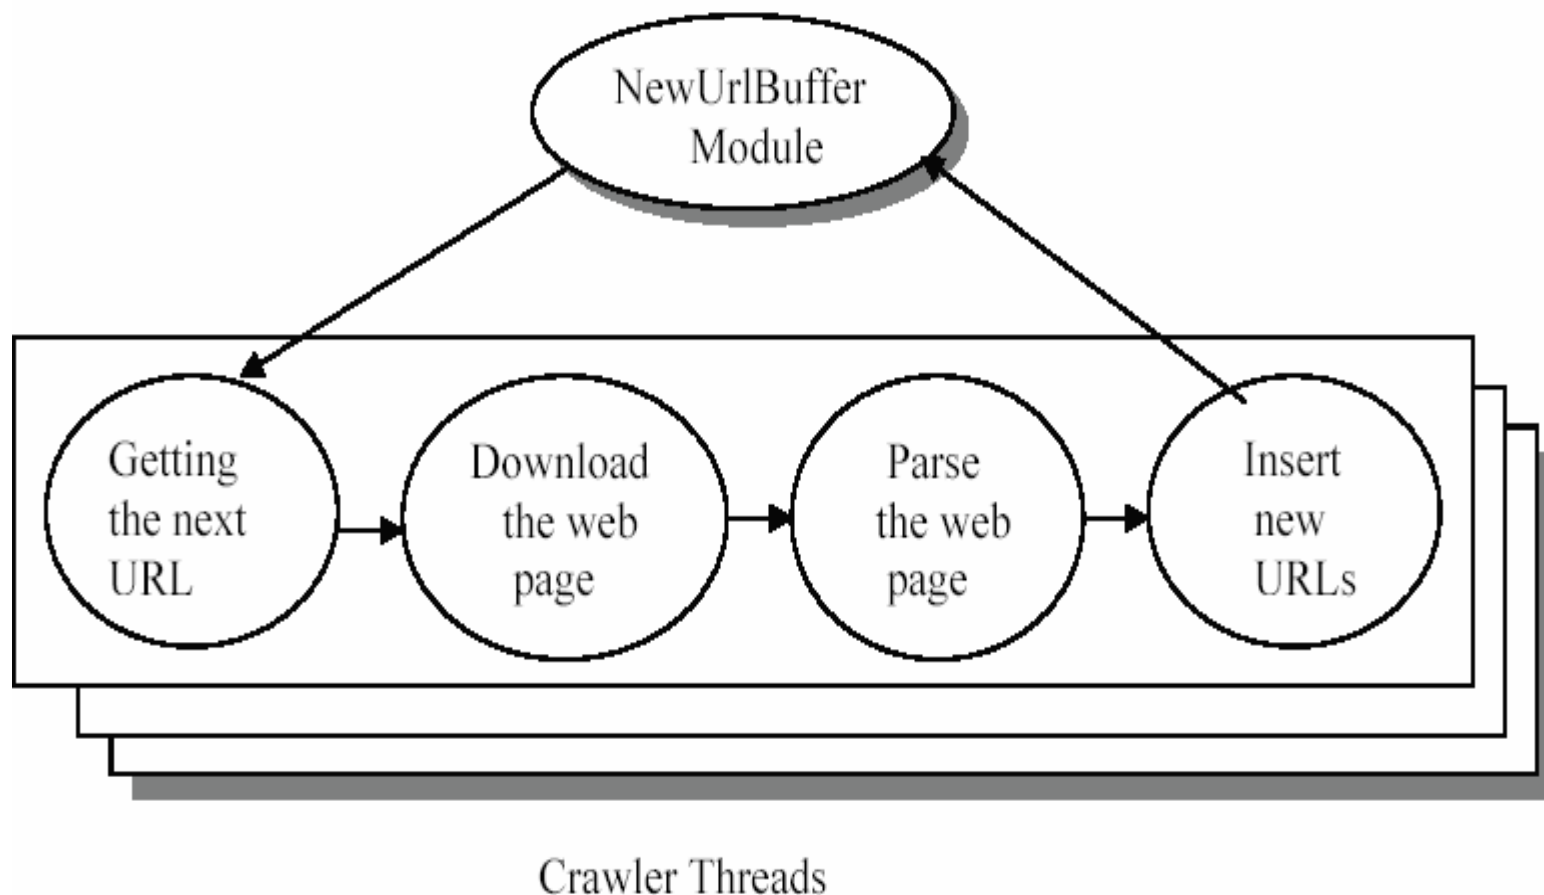 NewUrlBuffer
Module
Getting
the next
URL
Download
the web
page
Parse
the web
page
Insert
new
URLs
Crawler Threads